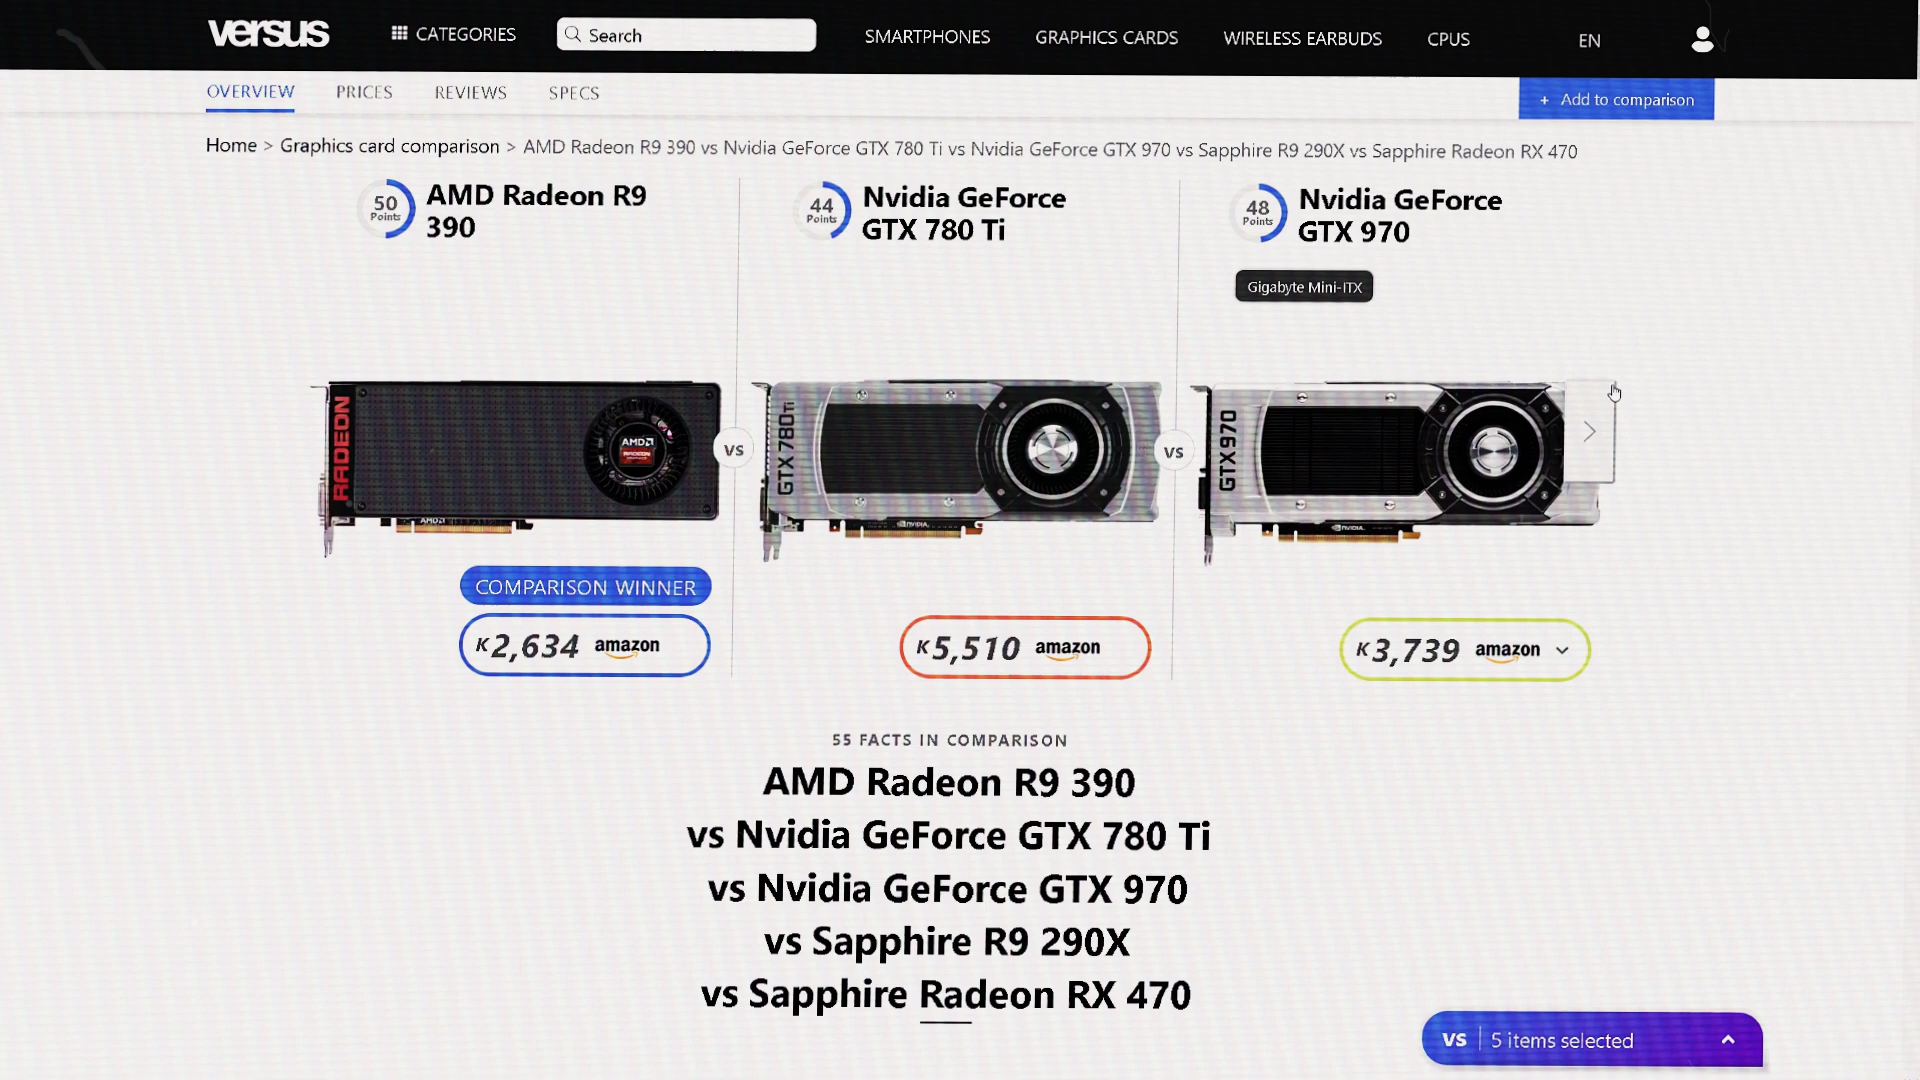 versus
CATEGORIES
Search
SMARTPHONES
GRAPHICS CARDS
WIRELESS EARBUDS
CPUS
EN
OVERVIEW
PRICES
REVIEWS
SPECS
+ Add to comparison
Home > Graphics card comparison > AMD Radeon R9 390 vs Nvidia GeForce GTX 780 Ti vs Nvidia GeForce GTX 970 vs Sapphire R9 290X vs Sapphire Radeon RX 470
50
Points
AMD Radeon R9
390
44
Points
Nvidia GeForce
GTX 780 Ti
48
Points
Nvidia GeForce
GTX 970
Gigabyte Mini-ITX
RADEON
AMD
RADEON
AMD
VS
GTX 780Ti
NVIDIA
VS
GTX 970
NVIDIA
COMPARISON WINNER
K2,634 amazon
K5,510 amazon
K3,739 amazon
55 FACTS IN COMPARISON
AMD Radeon R9 390
vs Nvidia GeForce GTX 780 Ti
vs Nvidia GeForce GTX 970
vs Sapphire R9 290X
vs Sapphire Radeon RX 470
VS 5 items selected